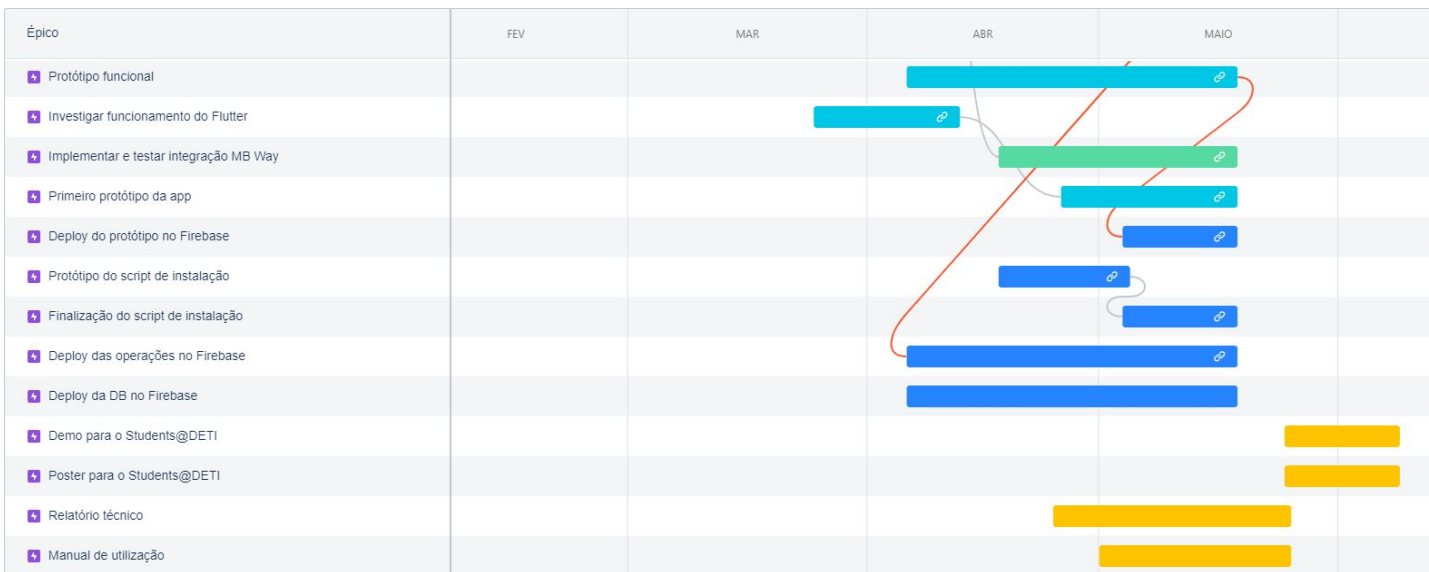 Épico
FEV
MAR
ABR
MAIO
Protótipo funcional
Investigar funcionamento do Flutter
Implementar e testar integração MB Way
Primeiro protótipo da app
Deploy do protótipo no Firebase
Protótipo do script de instalação
Finalização do script de instalação
Deploy das operações no Firebase
Deploy da DB no Firebase
Demo para o Students@DETI
Poster para o Students@DETI
Relatório técnico
Manual de utilização